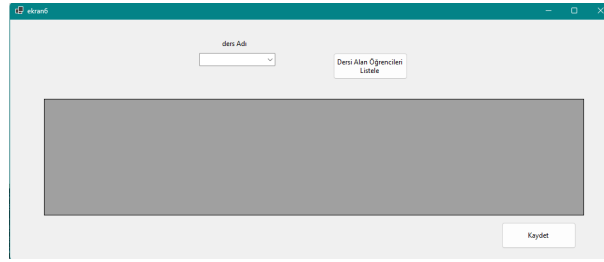 ekran6
ders Adı
Dersi Alan Öğrencileri
Listele
Kaydet